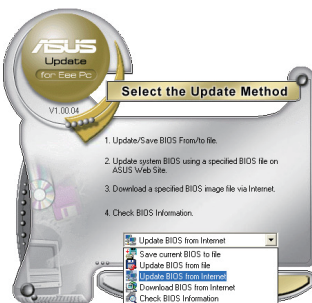 ASUS
Update
for Eee Pc
V1.00.04
Select the Update Method
1. Update/Save BIOS From/to file.
2. Update system BIOS using a specified BIOS file on
ASUS Web Site.
3. Download a specified BIOS image file via Internet.
4. Check BIOS Information.
Update BIOS from Internet
Save current BIOS to file
Update BIOS from file
Update BIOS from Internet
Download BIOS from Internet
Check BIOS Information